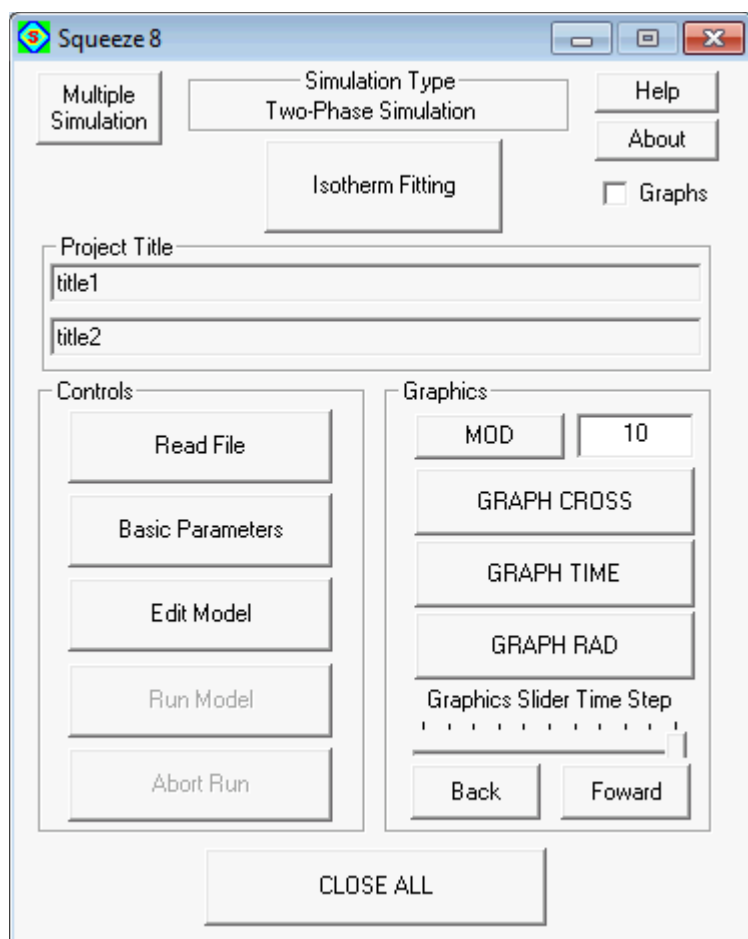 Squeeze 8
Multiple
Simulation
Simulation Type
Two-Phase Simulation
Help
About
Isotherm Fitting
Graphs
Project Title
title1
title2
Controls
Read File
Basic Parameters
Edit Model
Run Model
Abort Run
Graphics
MOD
10
GRAPH CROSS
GRAPH TIME
GRAPH RAD
Graphics Slider Time Step
Back
Foward
CLOSE ALL